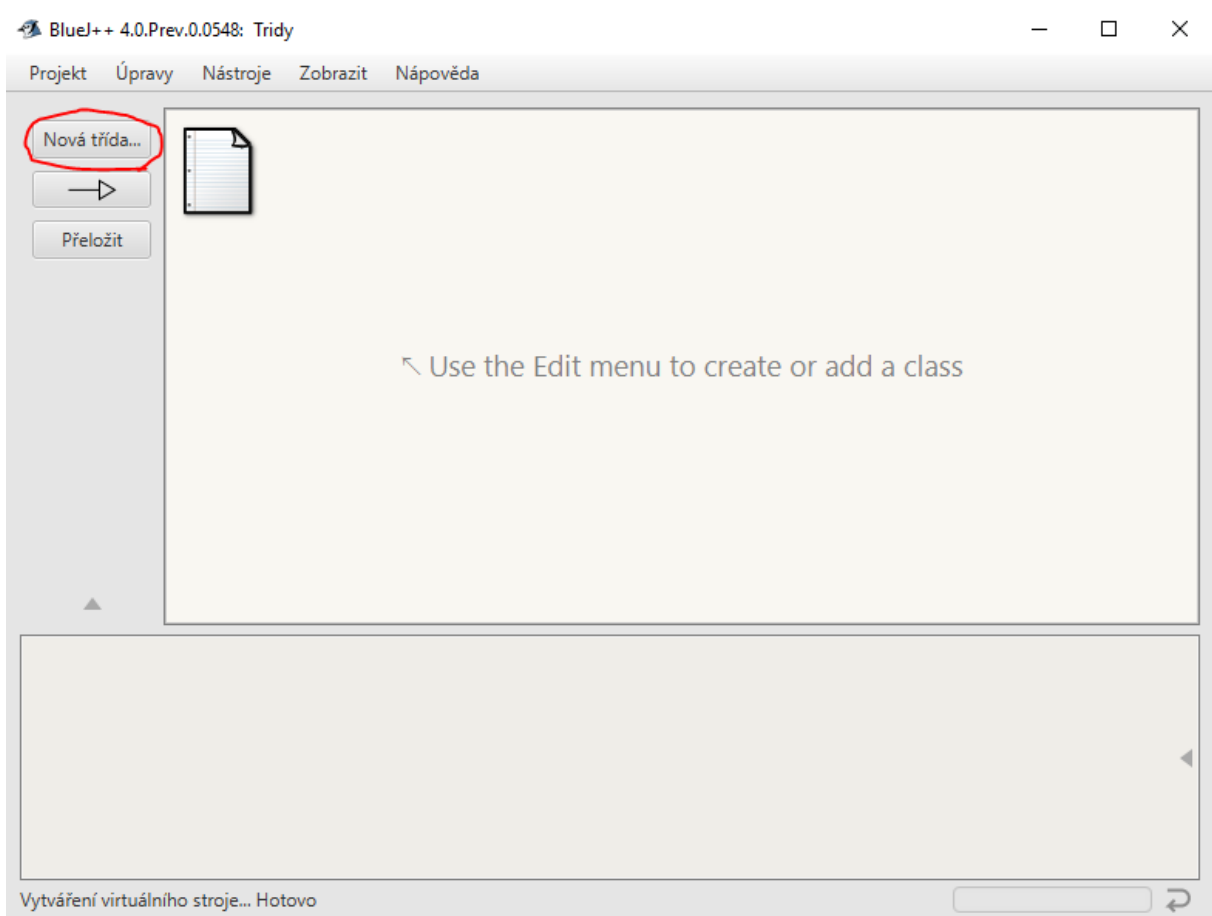 BlueJ++ 4.0.Prev.0.0548: Tridy
Projekt Úpravy Nástroje Zobrazit Nápověda
Nová třída...
Přeložit
Use the Edit menu to create or add a class
Vytváření virtuálního stroje... Hotovo